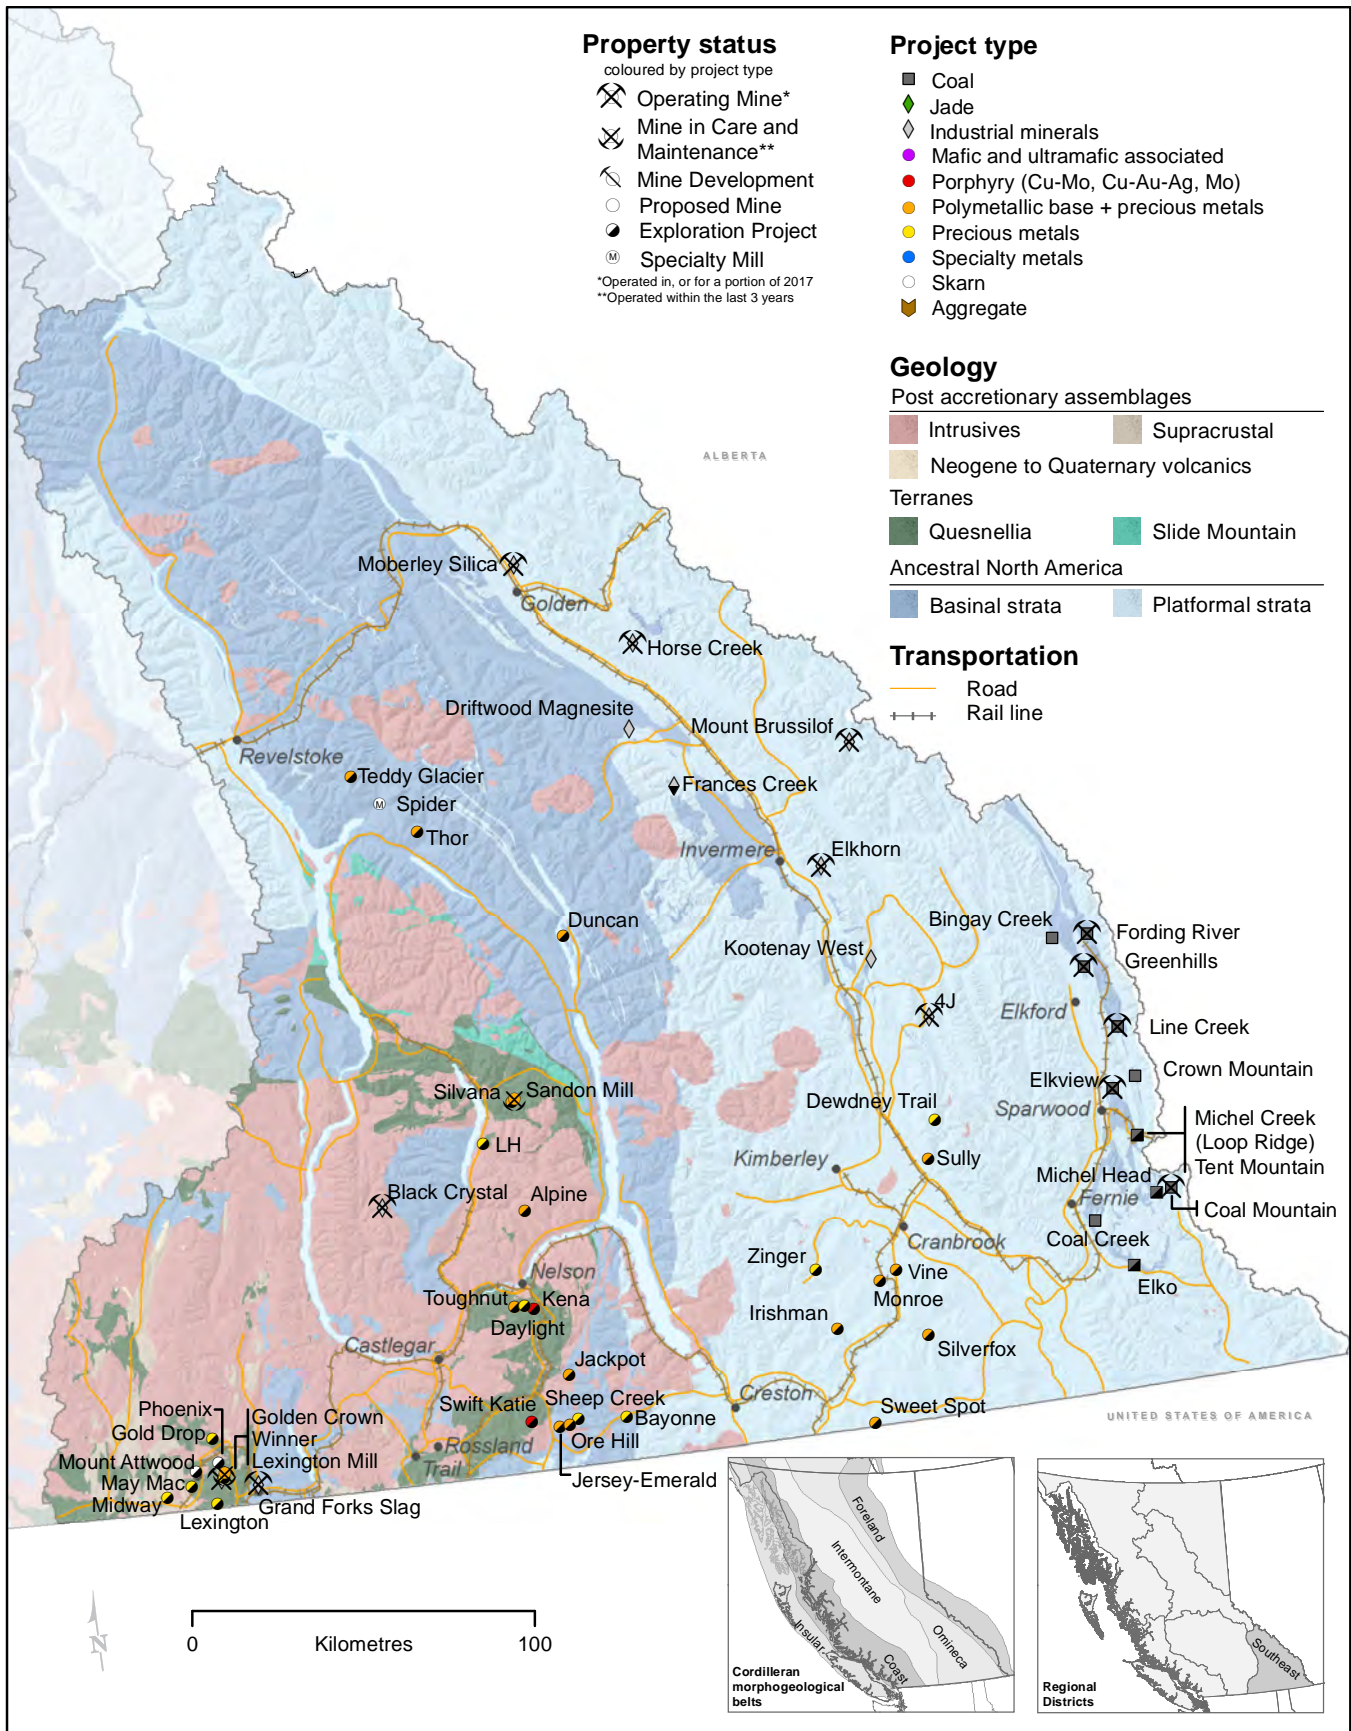 Property status
coloured by project type
Operating Mine*
Mine in Care and
Maintenance**
Mine Development
Proposed Mine
Exploration Project
M
Specialty Mill
*Operated in, or for a portion of 2017
**Operated within the last 3 years
Project type
Coal
Jade
Industrial minerals
Mafic and ultramafic associated
Porphyry (Cu-Mo, Cu-Au-Ag, Mo)
Polymetallic base + precious metals
Precious metals
Specialty metals
Skarn
Aggregate
Geology
Post accretionary assemblages
Intrusives
Supracrustal
Neogene to Quaternary volcanics
Terranes
Quesnellia
Slide Mountain
Ancestral North America
Basinal strata
Platformal strata
Transportation
Road
Rail line
ALBERTA
Moberley Silica
Golden
Horse Creek
Driftwood Magnesite
Mount Brussilof
Revelstoke
Teddy Glacier
M
Spider
Thor
Frances Creek
Invermere
Elkhorn
Duncan
Bingay Creek
Fording River
Greenhills
Kootenay West
4J
Elkford
Line Creek
Crown Mountain
Elkview
Silvana
Sandon Mill
Dewdney Trail
Sparwood
Michel Creek
(Loop Ridge)
Tent Mountain
LH
Sully
Kimberley
Michel Head
Black Crystal
Alpine
Fernie
Coal Mountain
Coal Creek
Cranbrook
Zinger
Vine
Monroe
Elko
Nelson
Toughnut
Kena
Daylight
Irishman
Silverfox
Castlegar
Jackpot
Swift Katie
Sheep Creek
Bayonne
Creston
Sweet Spot
Ore Hill
Jersey-Emerald
Rossland
Trail
Phoenix
Gold Drop
Golden Crown
Winner
Lexington Mill
Mount Attwood
May Mac
Midway
Lexington
Grand Forks Slag
UNITED STATES OF AMERICA
N
0
Kilometres
100
Foreland
Intermontane
Omineca
Insular
Coast
Cordilleran
morphogeological
belts
Southeast
Regional
Districts